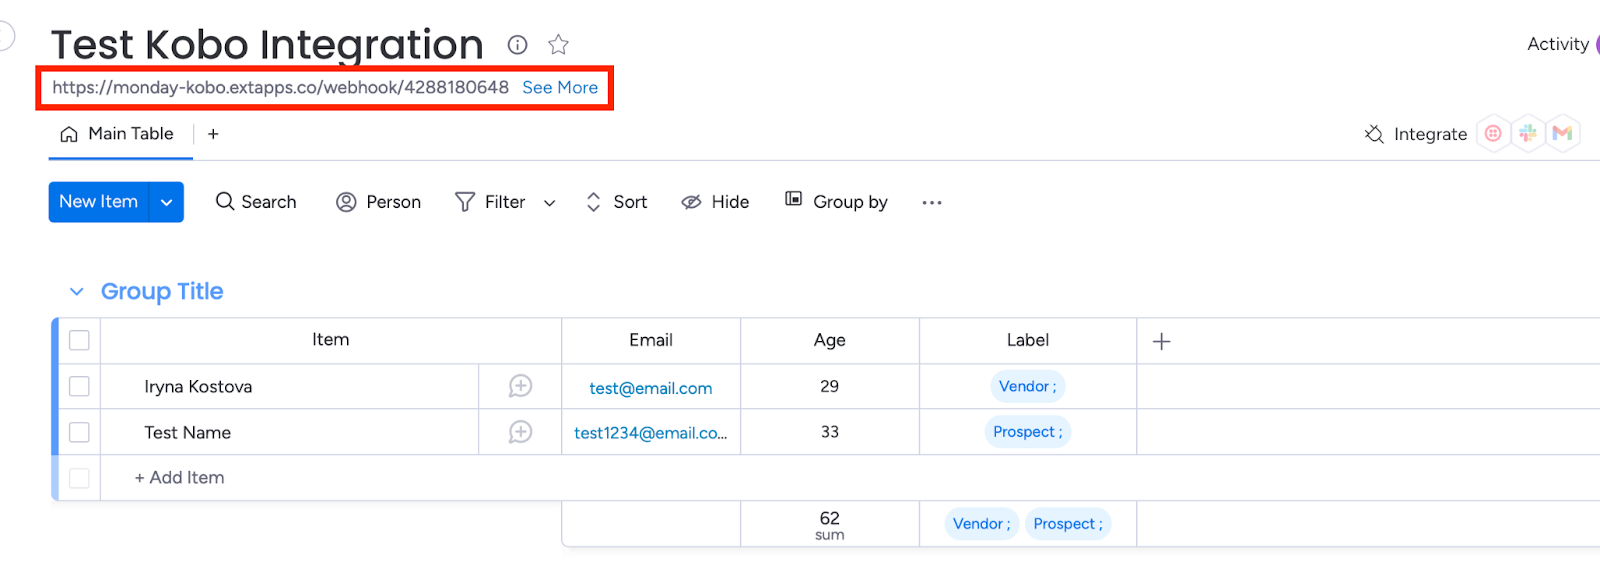 Test Kobo Integration
Activity
https://monday-kobo.extapps.co/webhook/4288180648 See More
Main Table +
Integrate
New Item Search Person Filter Sort Hide Group by ...
Group Title
Item Email Age Label +
Iryna Kostova test@email.com 29 Vendor ;
Test Name test1234@email.co... 33 Prospect ;
+ Add Item
62 Vendor ; Prospect ;
sum